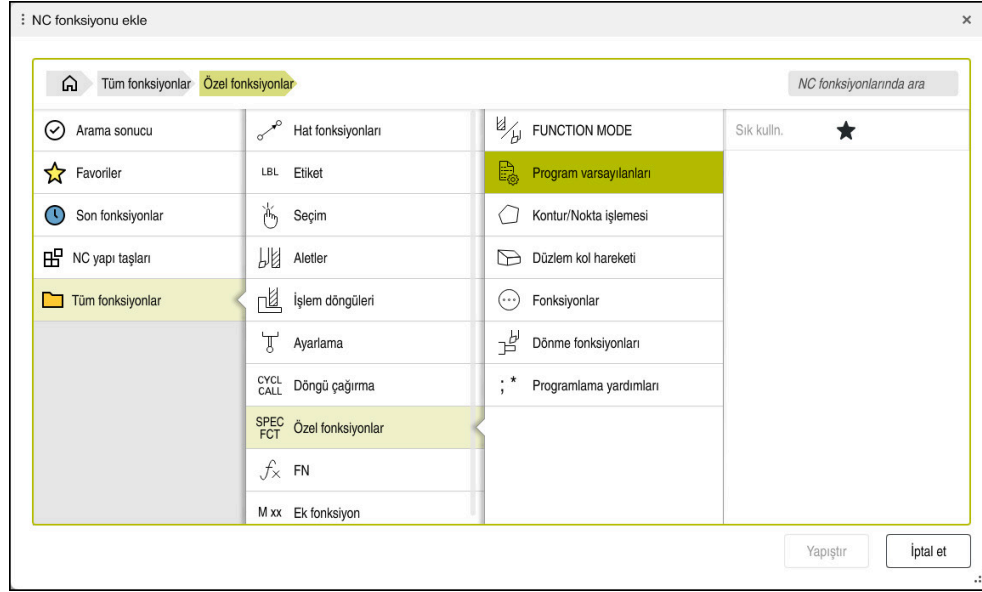 NC fonksiyonu ekle
Tüm fonksiyonlar
Özel fonksiyonlar
NC fonksiyonlarında ara
Arama sonucu
Favoriler
Son fonksiyonlar
NC yapı taşları
Tüm fonksiyonlar
Hat fonksiyonları
LBL Etiket
Seçim
Aletler
İşlem döngüleri
Ayarlama
CYCL CALL Döngü çağırma
SPEC FCT Özel fonksiyonlar
fx FN
M xx Ek fonksiyon
FUNCTION MODE
Program varsayılanları
Kontur/Nokta işlemesi
Düzlem kol hareketi
Fonksiyonlar
Dönme fonksiyonları
; * Programlama yardımları
Sık kulln.
Yapıştır
İptal et